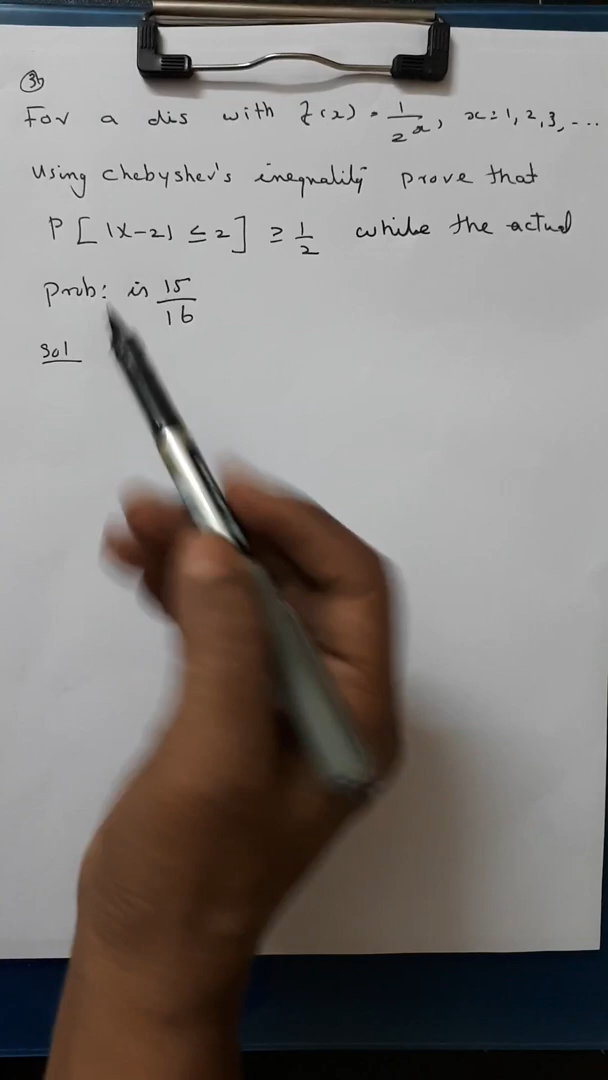 3)
For a dis with f(x) = 1/2^x, x = 1, 2, 3, ---
Using Chebyshev's inequality prove that
P[|X-2| ≤ 2] ≥ 1/2 while the actual
Prob: is 15/16
Sol